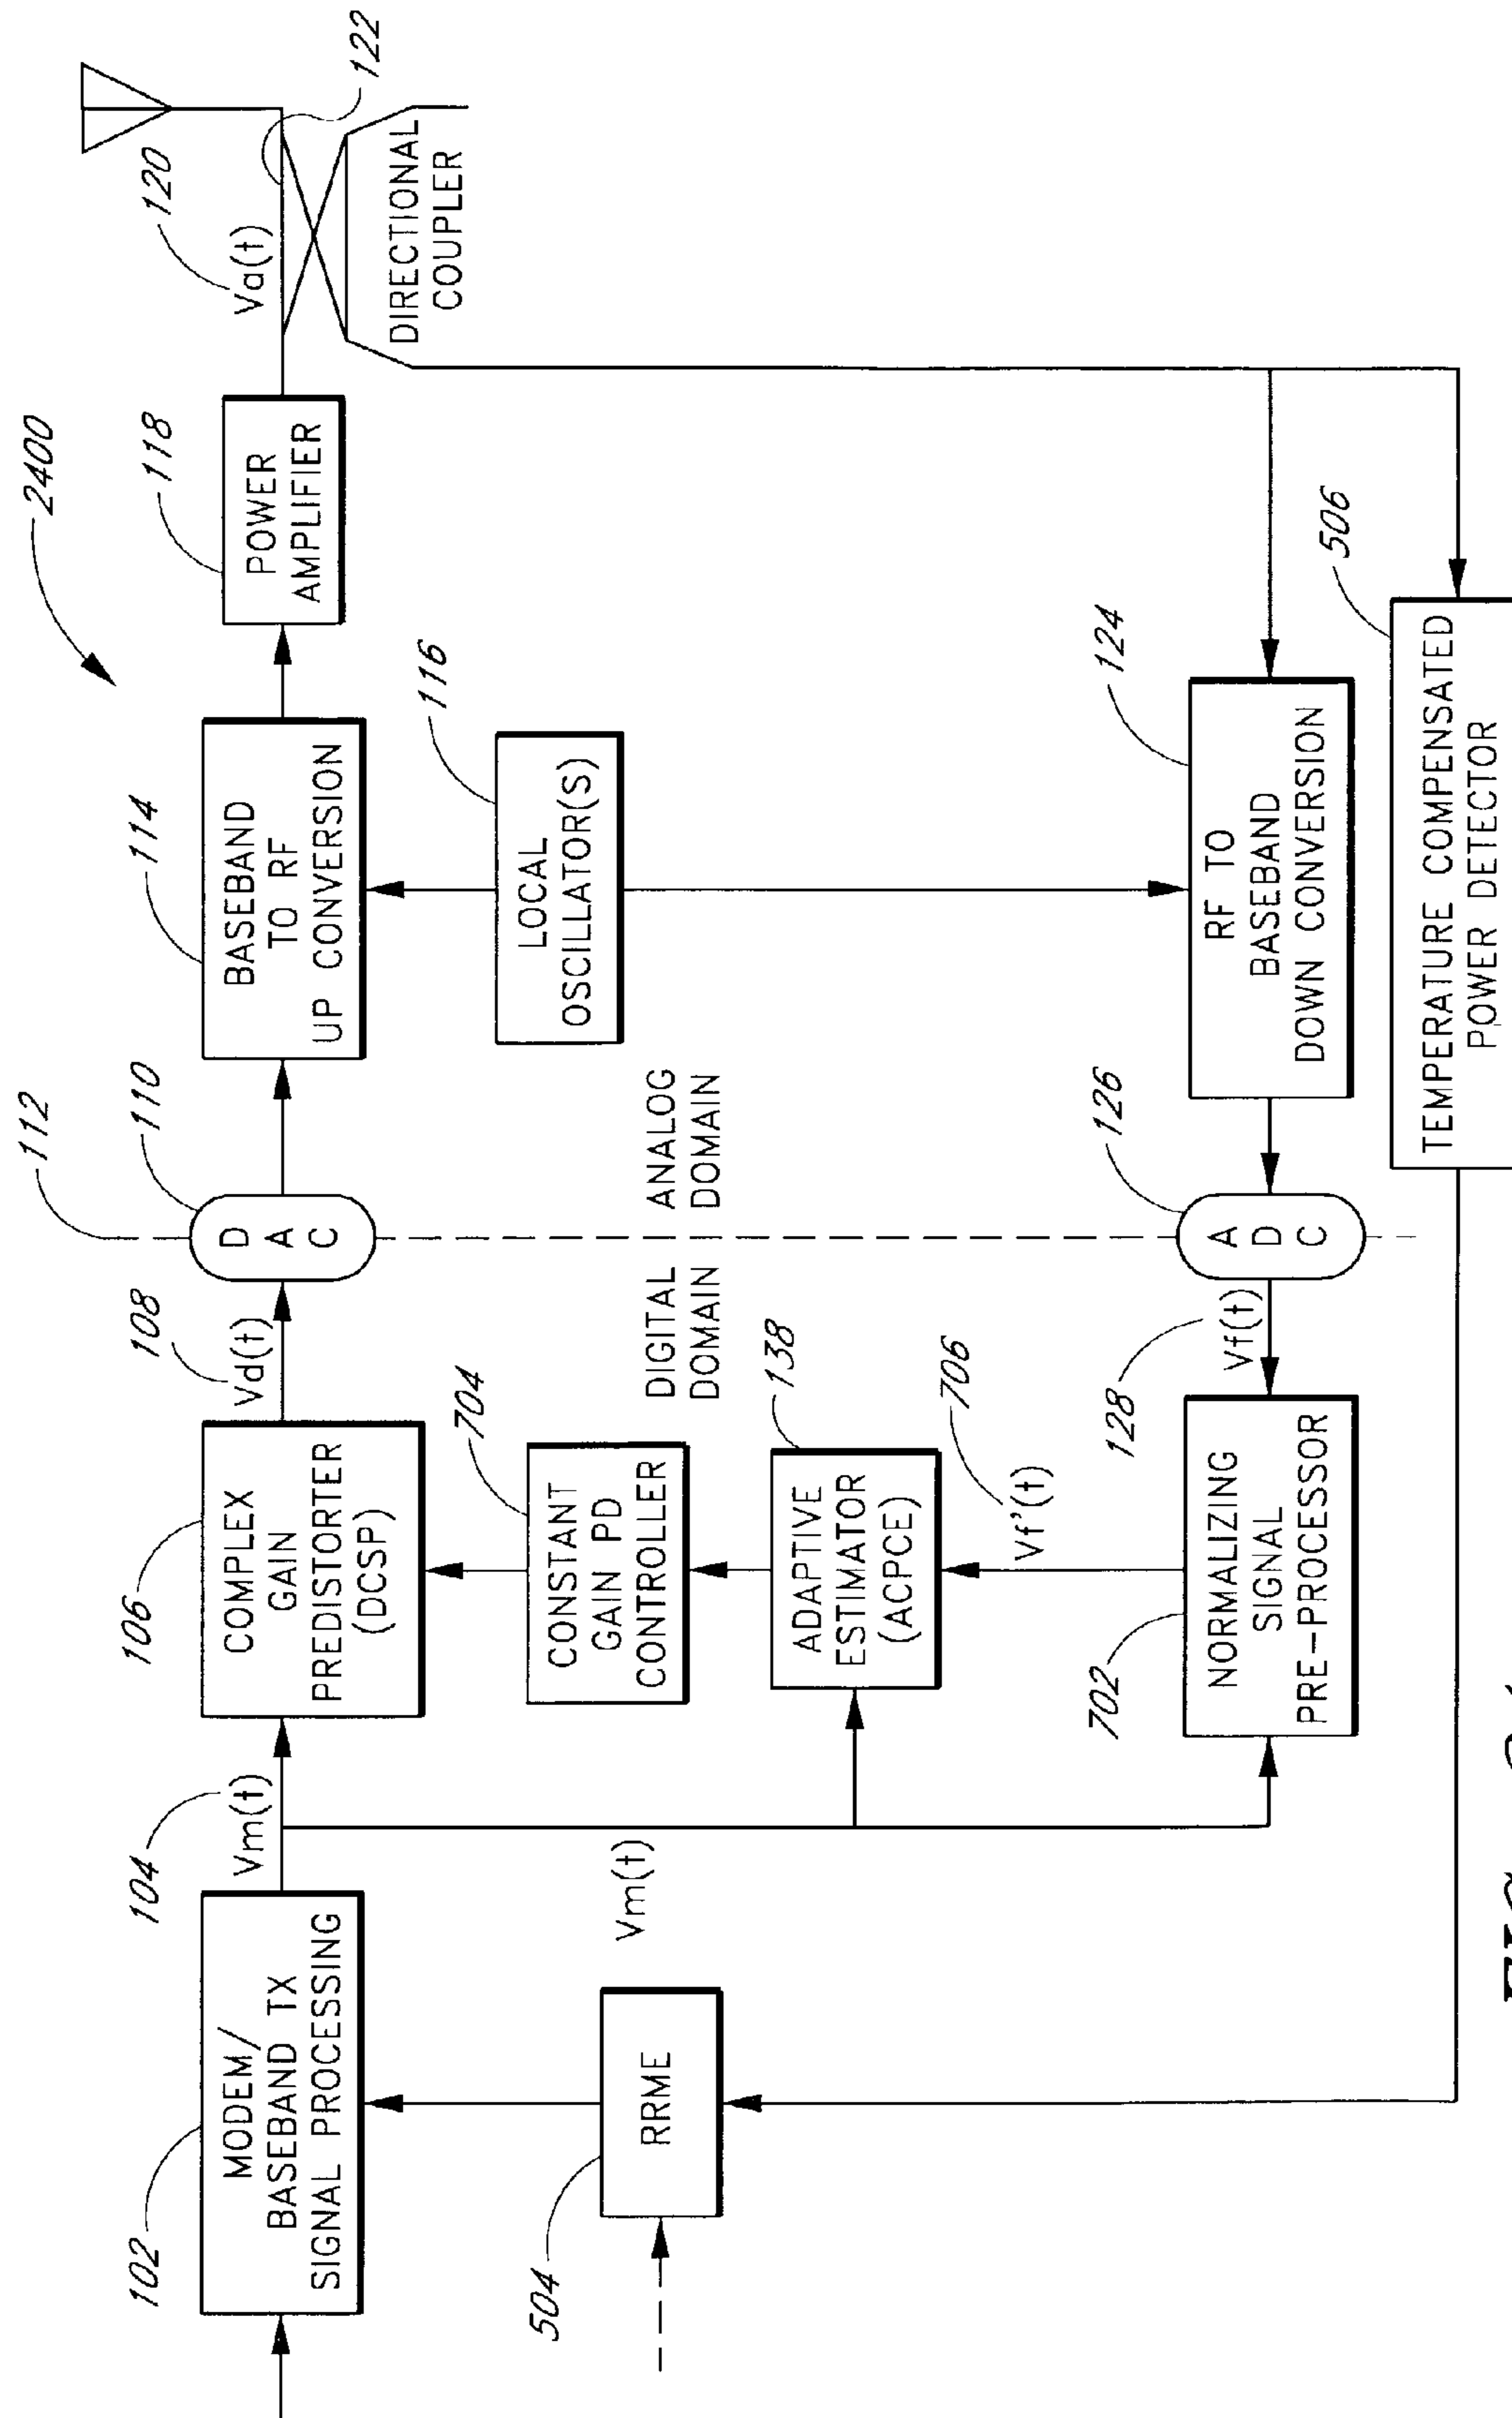 2400
112
110
102
MODEM/
BASEBAND TX
SIGNAL PROCESSING
104
Vm(t)
106
COMPLEX
GAIN
PREDISTORTER
(DCSP)
108
Vd(t)
D
A
C
114
BASEBAND
TO RF
UP CONVERSION
118
POWER
AMPLIFIER
120
Va(t)
122
DIRECTIONAL
COUPLER
504
RRME
Vm(t)
704
CONSTANT
GAIN PD
CONTROLLER
DIGITAL
DOMAIN
ANALOG
DOMAIN
116
LOCAL
OSCILLATOR(S)
138
ADAPTIVE
ESTIMATOR
(ACPCE)
706
Vf'(t)
702
NORMALIZING
SIGNAL
PRE-PROCESSOR
128
Vf(t)
126
A
D
C
124
RF TO
BASEBAND
DOWN CONVERSION
506
TEMPERATURE COMPENSATED
POWER DETECTOR